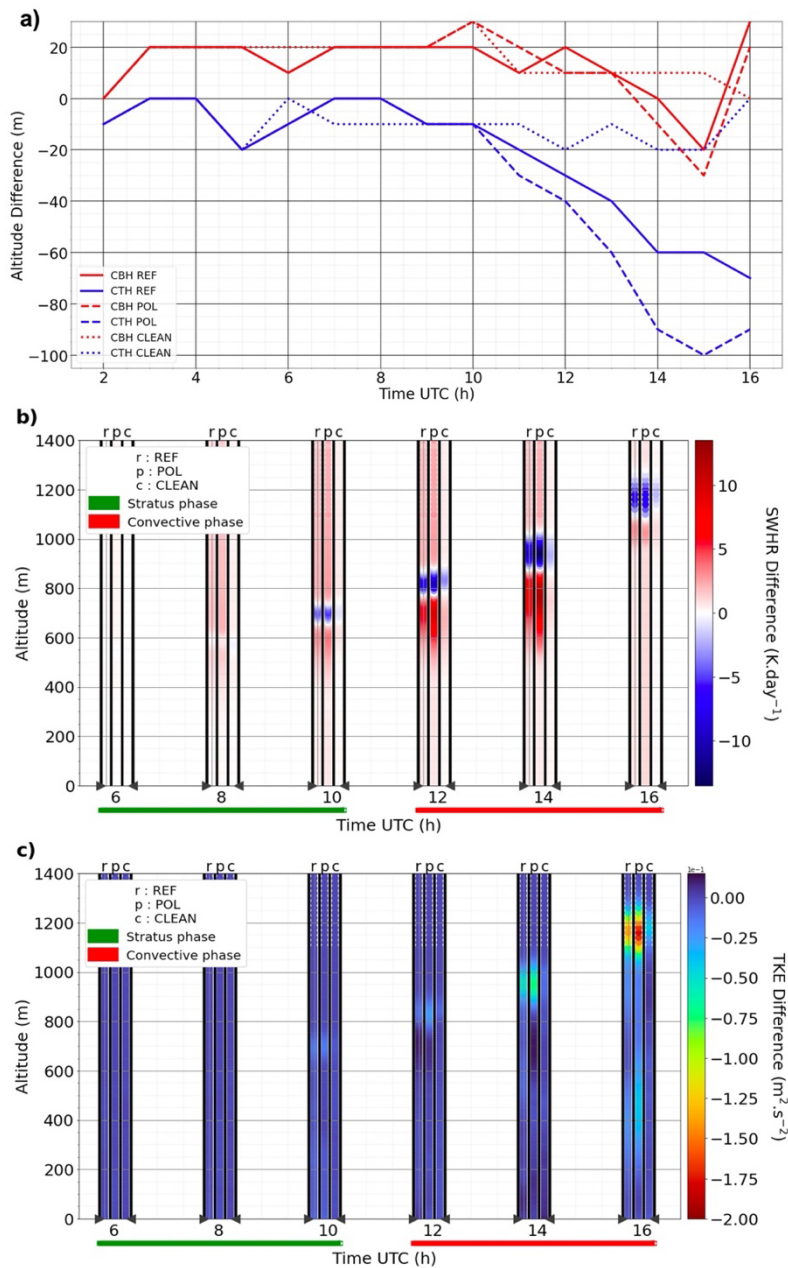 a)
20
0
−20
−40
−60
−80
−100
Altitude Difference (m)
CBH REF
CTH REF
CBH POL
CTH POL
CBH CLEAN
CTH CLEAN
2 4 6 8 10 12 14 16
Time UTC (h)
b)
r p c r p c r p c r p c r p c r p c
1400
1200
1000
800
600
400
200
0
Altitude (m)
r : REF
p : POL
c : CLEAN
Stratus phase
Convective phase
6 8 10 12 14 16
Time UTC (h)
10
5
0
−5
−10
SWHR Difference (K.day⁻¹)
c)
r p c r p c r p c r p c r p c r p c
1400
1200
1000
800
600
400
200
0
Altitude (m)
r : REF
p : POL
c : CLEAN
Stratus phase
Convective phase
6 8 10 12 14 16
Time UTC (h)
1e−1
0.00
−0.25
−0.50
−0.75
−1.00
−1.25
−1.50
−1.75
−2.00
TKE Difference (m².s⁻²)